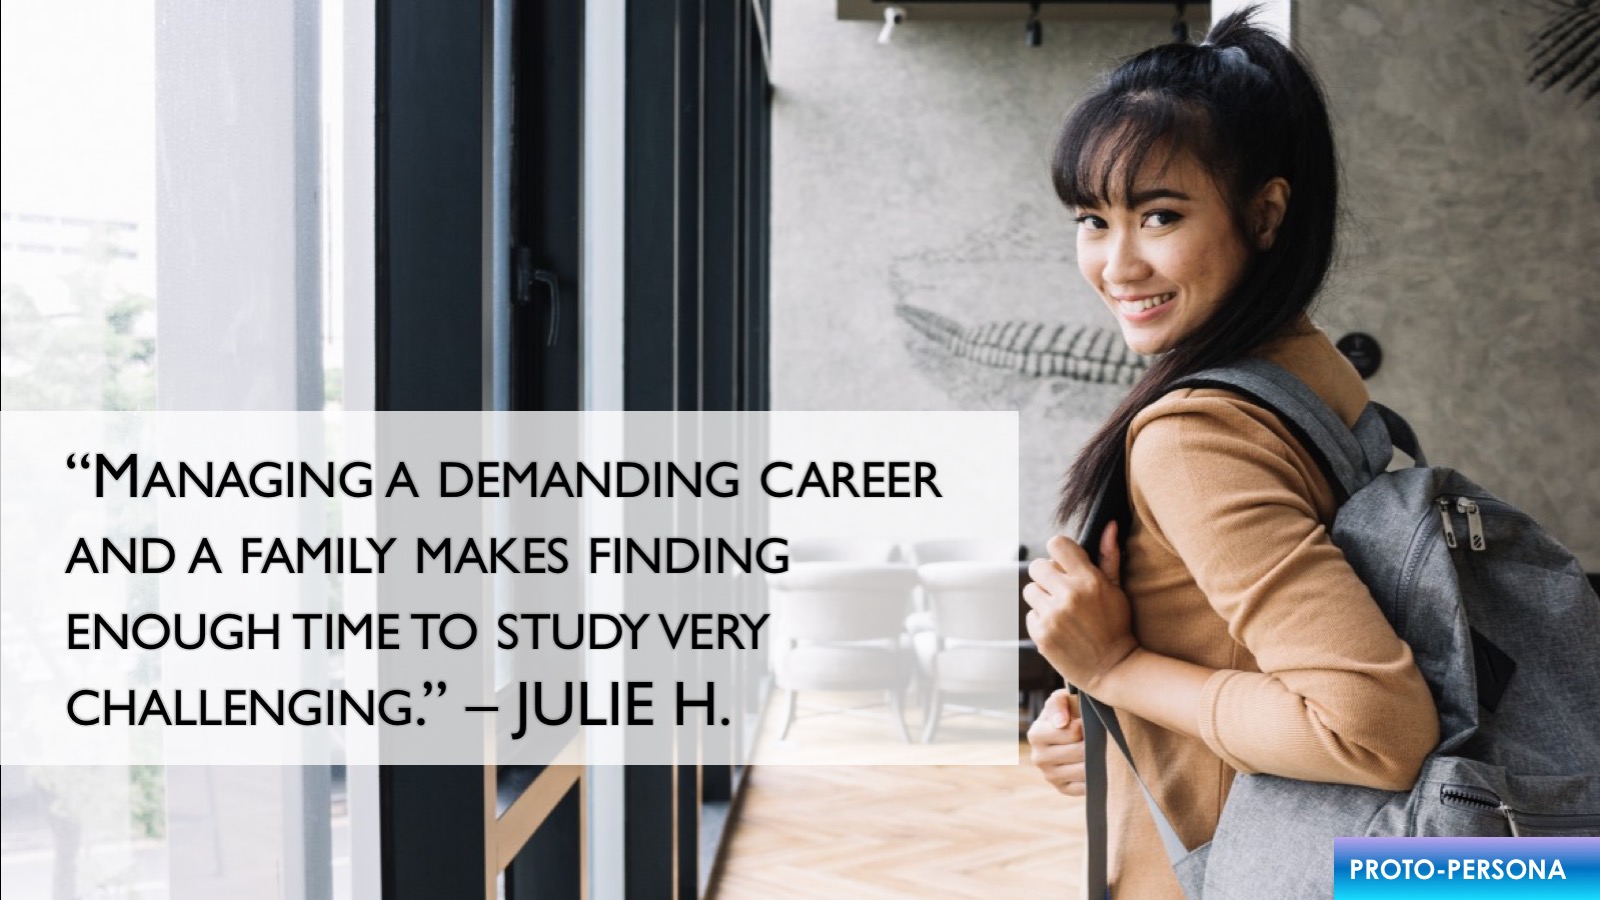 “Managing a demanding career
and a family makes finding
enough time to study very
challenging.” – JULIE H.
PROTO-PERSONA